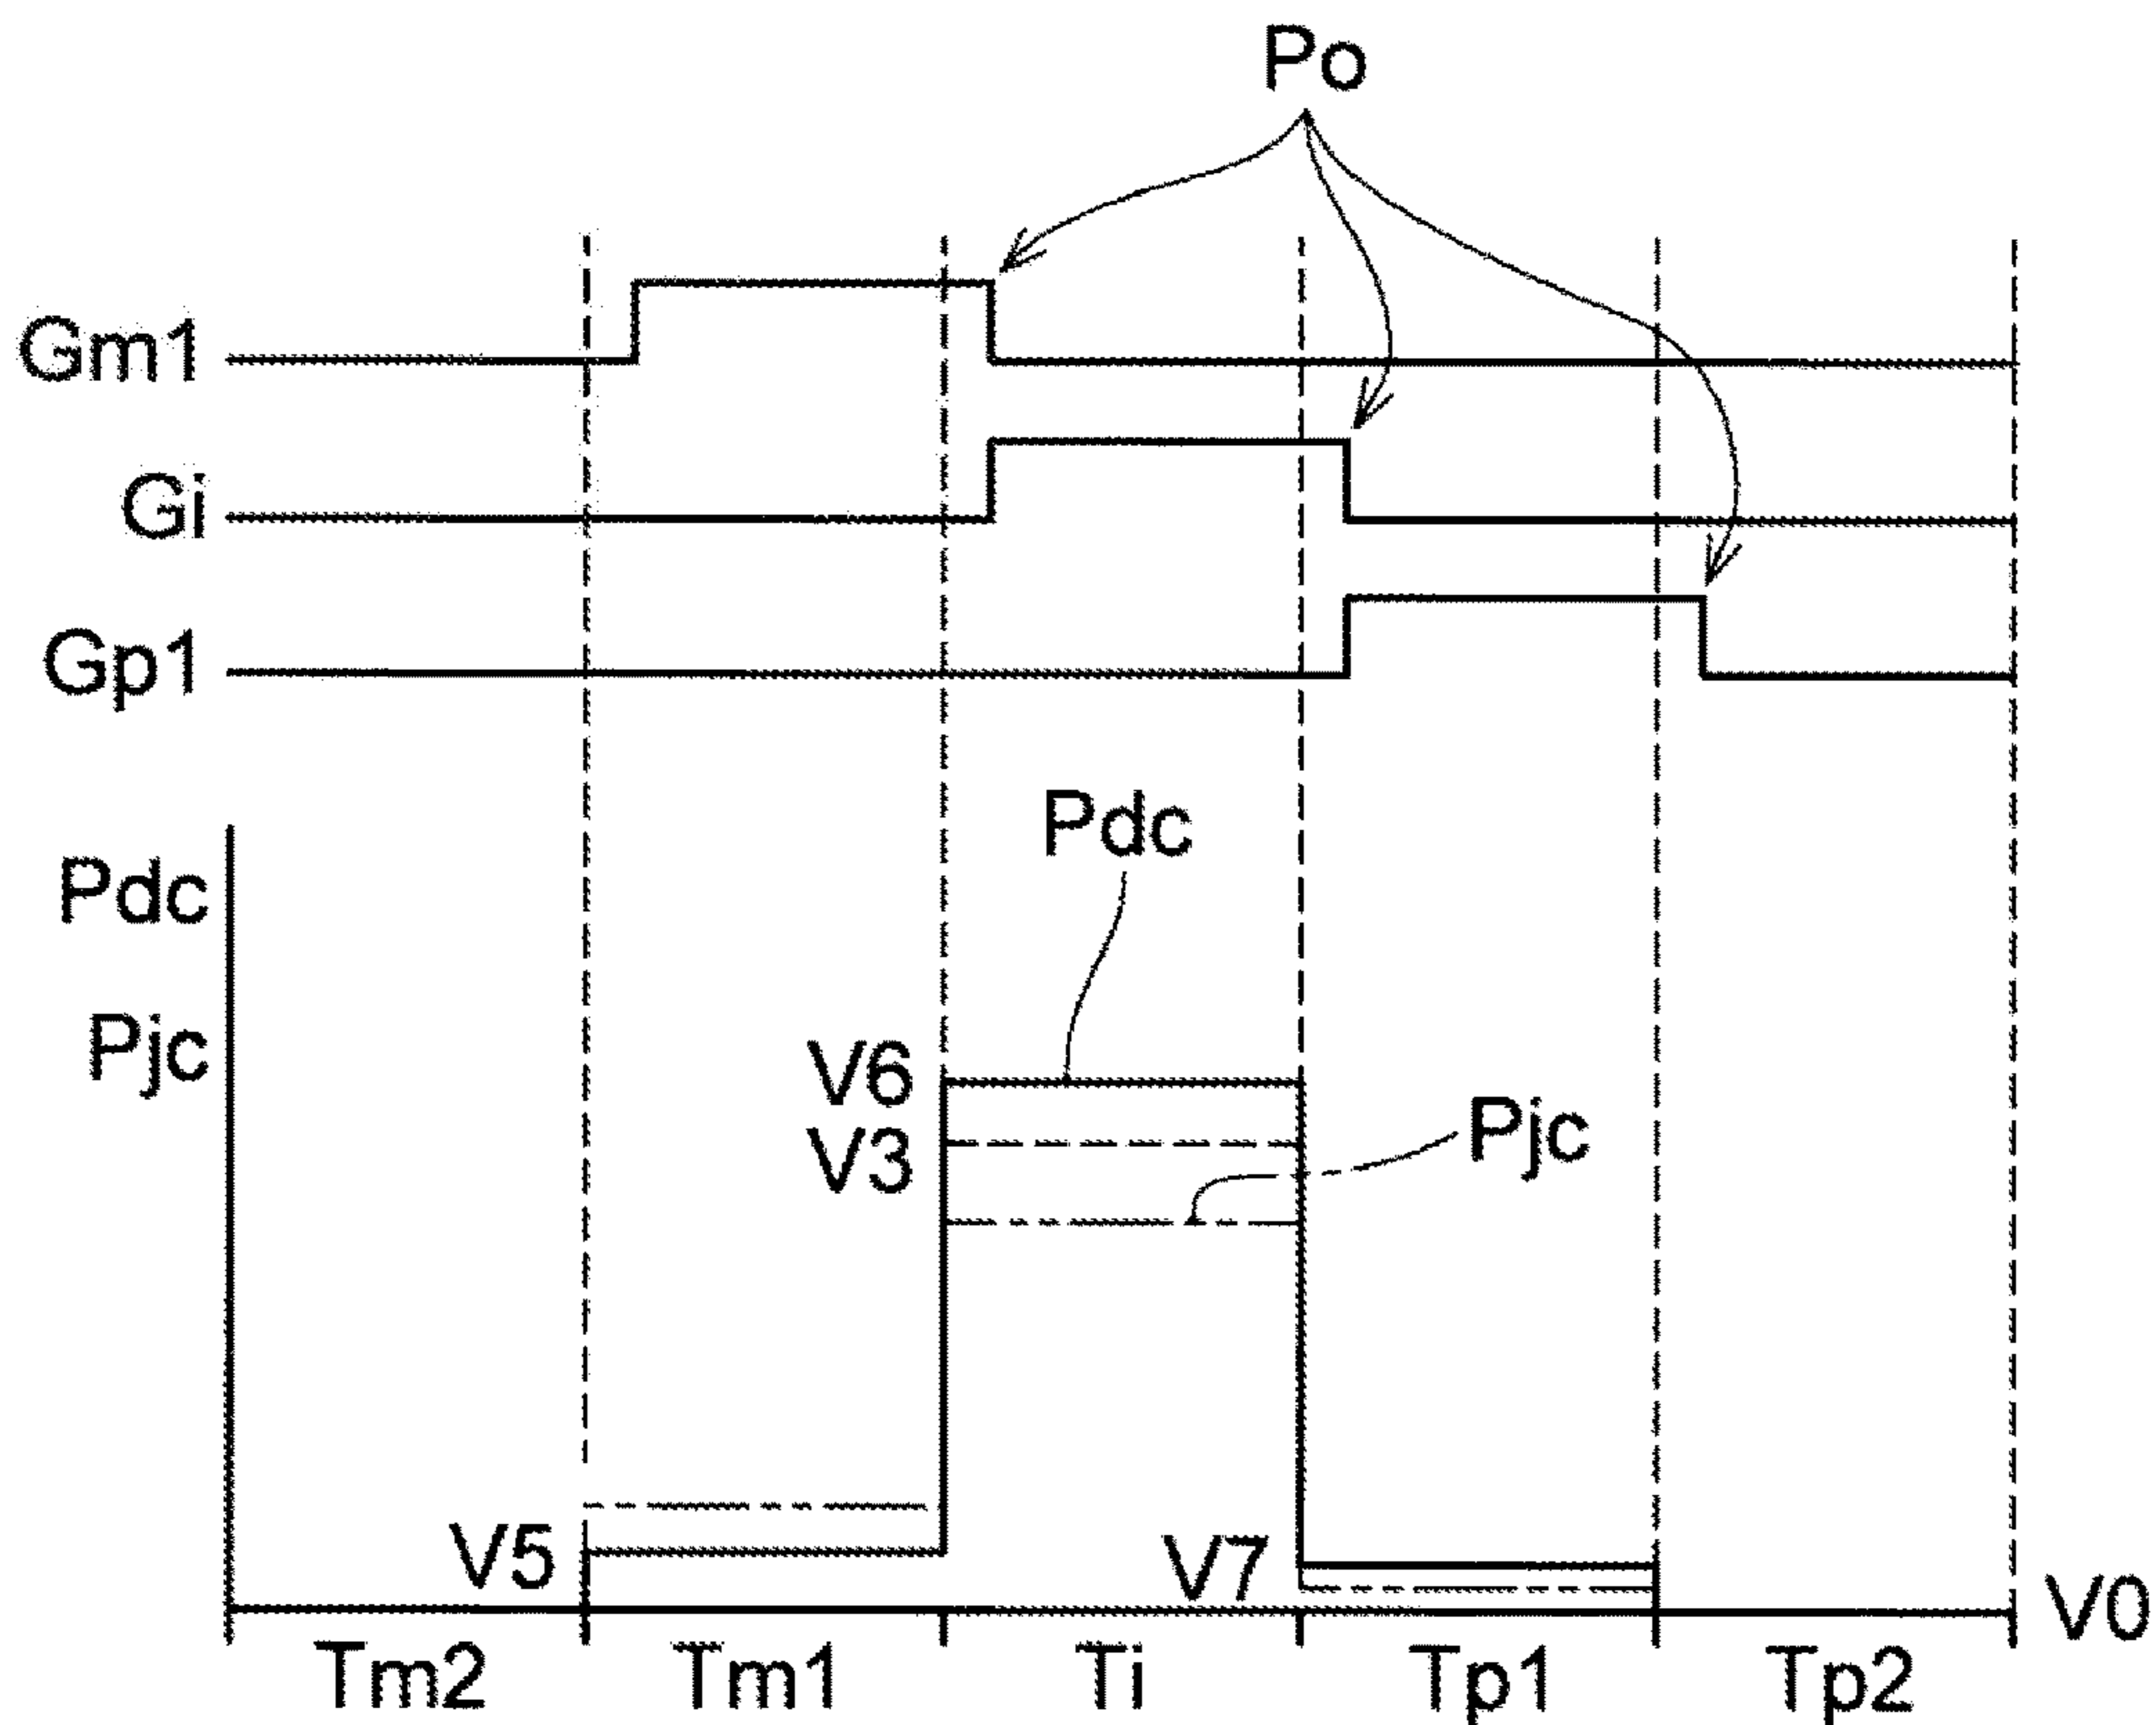 Po
Gm1
Gi
Gp1
Pdc
Pdc
Pjc
V6
V3
Pjc
V5
V7
V0
Tm2 Tm1 Ti Tp1 Tp2